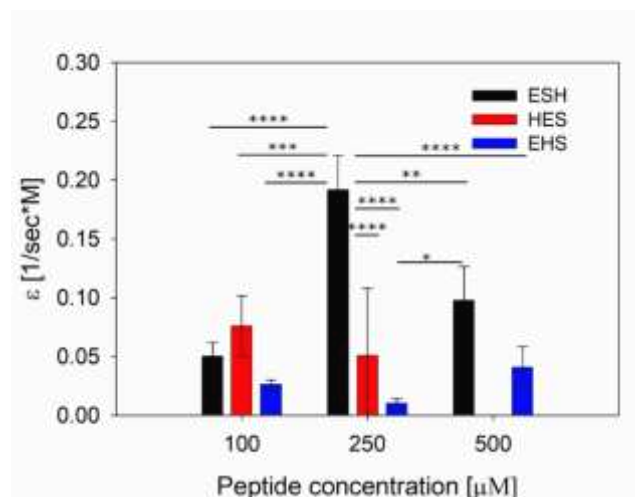 0.30
ESH
HES
EHS
0.25
****
***
****
****
0.20
**
****
****
0.15
*
0.10
0.05
0.00
ε [1/sec*M]
100 250 500
Peptide concentration [μM]